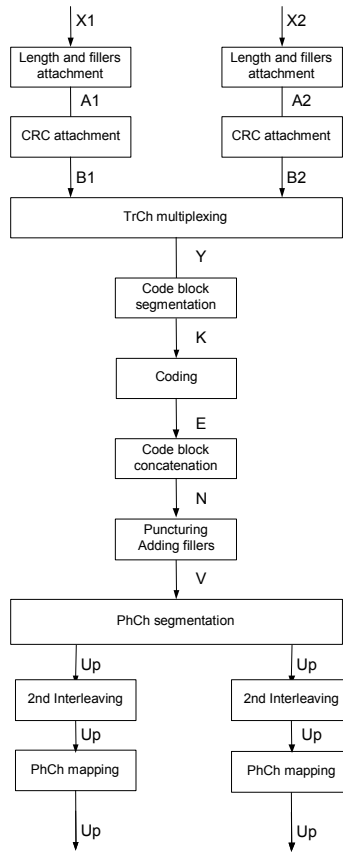 X1
X2
Length and fillers
attachment
Length and fillers
attachment
A1
A2
CRC attachment
CRC attachment
B1
B2
TrCh multiplexing
Y
Code block
segmentation
K
Coding
E
Code block
concatenation
N
Puncturing
Adding fillers
V
PhCh segmentation
Up
Up
2nd Interleaving
2nd Interleaving
Up
Up
PhCh mapping
PhCh mapping
Up
Up